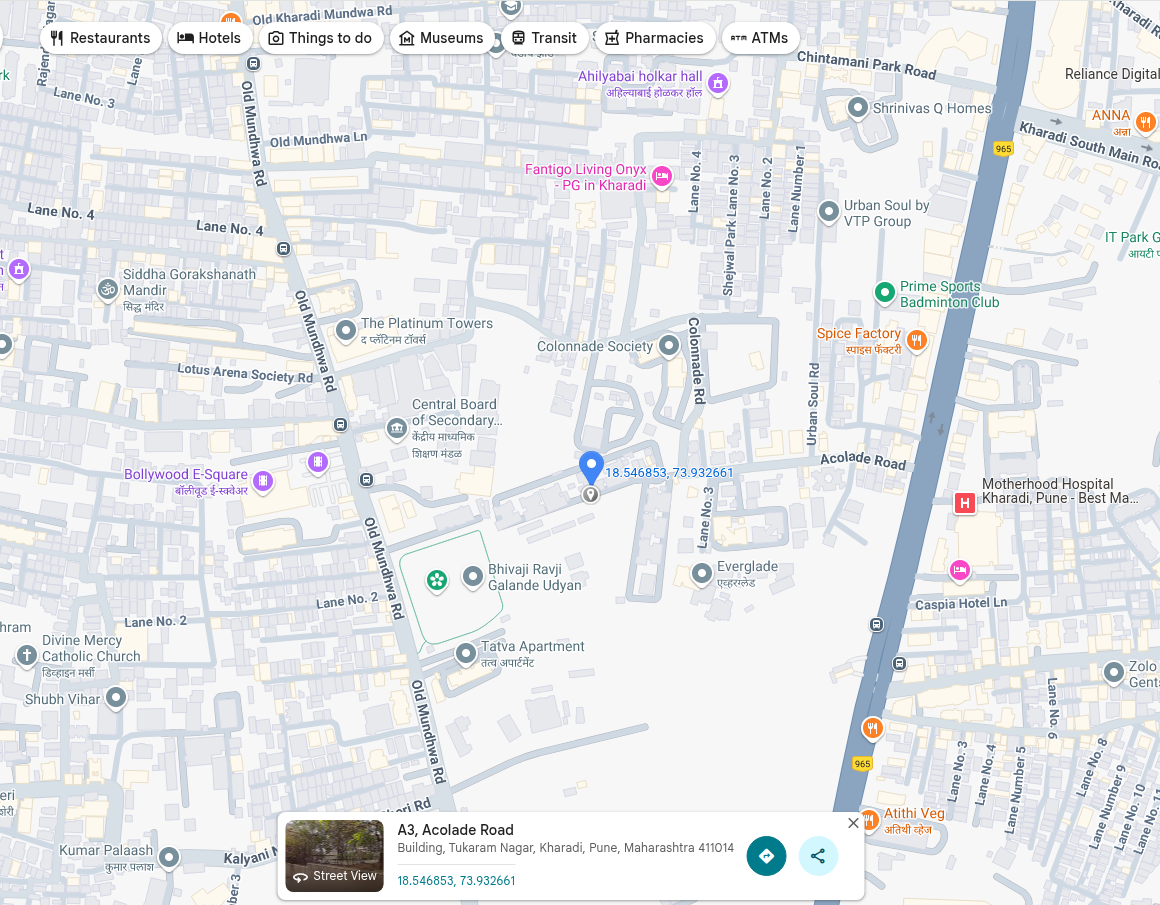 Old Kharadi Mundwa Rd
Restaurants
Hotels
Things to do
Museums
Transit
Pharmacies
ATMs
Chintamani Park Road
Reliance Digital
Lane No. 3
Ahilyabai holkar hall
अहिल्याबाई होळकर हॉल
Shrinivas Q Homes
ANNA
अन्ना
Old Mundhwa Rd
Old Mundhwa Ln
Kharadi South Main Ro
965
Fantigo Living Onyx
- PG in Kharadi
Lane No. 4
Shejwal Park Lane No. 3
Lane No. 2
Lane Number 1
Lane No. 4
Lane No. 4
Urban Soul by
VTP Group
IT Park G
आयटी
Siddha Gorakshanath
Mandir
सिद्ध मंदिर
Old Mundhwa Rd
Prime Sports
Badminton Club
The Platinum Towers
द प्लॅटिनम टॉवर्स
Colonnade Society
Colonnade Rd
Spice Factory
स्पाइस फॅक्टरी
Lotus Arena Society Rd
Urban Soul Rd
Central Board
of Secondary...
केंद्रीय माध्यमिक
शिक्षण मंडळ
Bollywood E-Square
बॉलीवूड ई-स्क्वेअर
18.546853, 73.932661
Acolade Road
Motherhood Hospital
Kharadi, Pune - Best Ma...
Lane No. 3
Old Mundhwa Rd
Bhivaji Ravji
Galande Udyan
Everglade
एव्हरग्लेड
Lane No. 2
Caspia Hotel Ln
Lane No. 2
hram
Divine Mercy
Catholic Church
डिव्हाइन मर्सी
Tatva Apartment
तत्व अपार्टमेंट
Zolo
Gents
Shubh Vihar
Old Mundhwa Rd
Lane No. 6
965
Lane No. 3
Lane No. 4
Lane Number 5
Lane No. 8
Lane Number 9
Lane No. 10
Lane No. 11
ori Rd
Atithi Veg
अतिथी व्हेज
Kumar Palaash
कुमार पलाश
Kalyani N
A3, Acolade Road
Building, Tukaram Nagar, Kharadi, Pune, Maharashtra 411014
Street View
18.546853, 73.932661